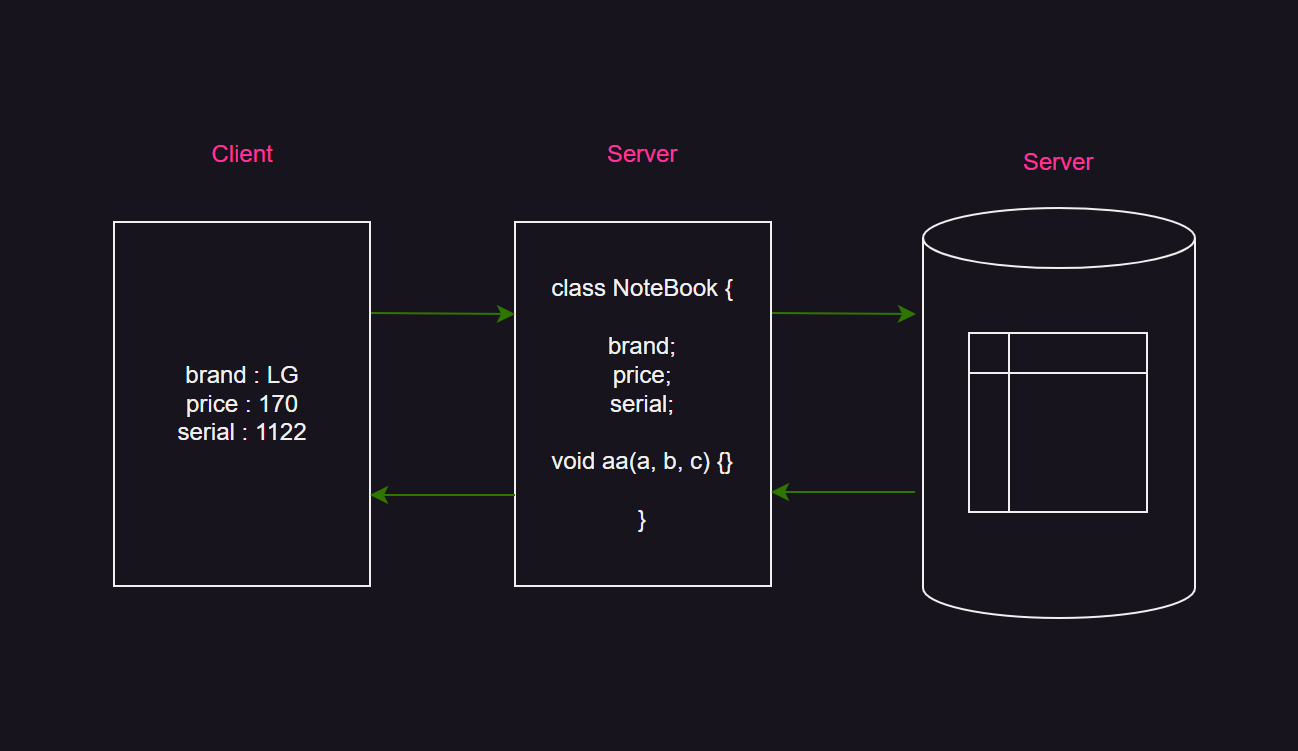 Client
Server
Server
brand : LG
price : 170
serial : 1122
class NoteBook {
brand;
price;
serial;
void aa(a, b, c) {}
}